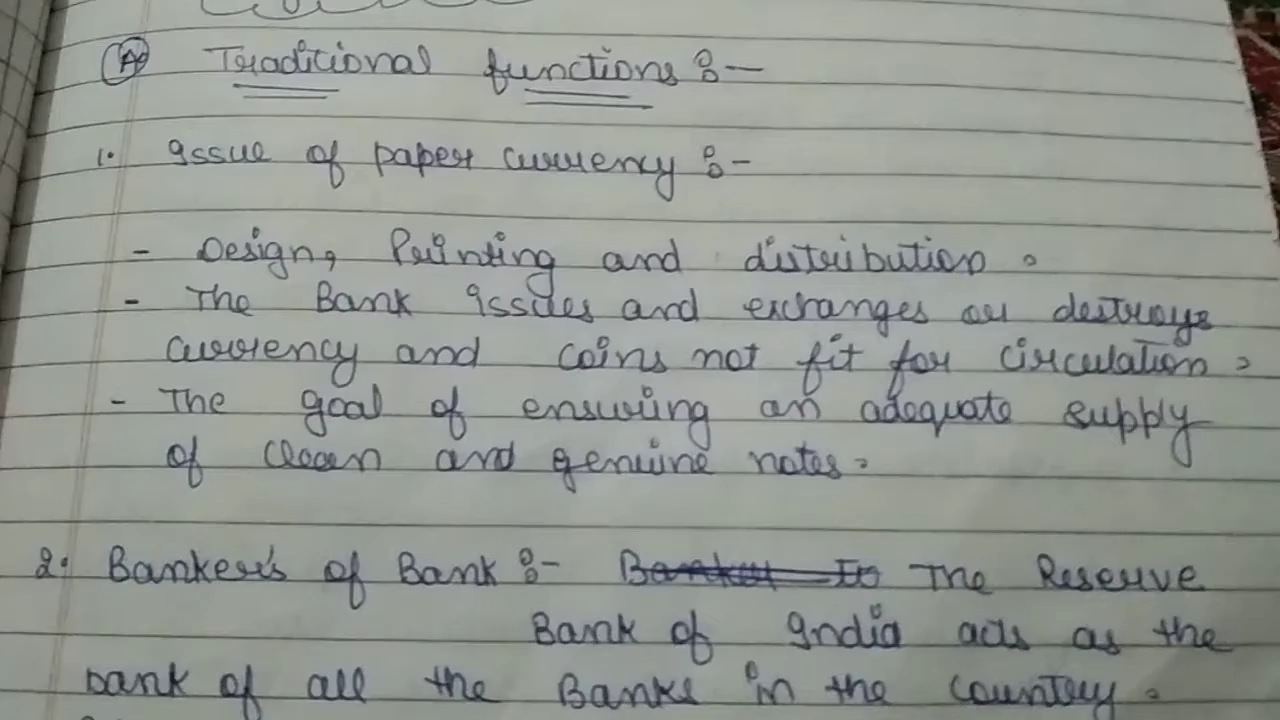 (A) Traditional functions :-
1. Issue of paper currency :-
- Design, Printing and distribution.
- The Bank issues and exchanges or destroys
currency and coins not fit for circulation.
- The goal of ensuring an adequate supply
of clean and genuine notes.
2. Banker's of Bank :- The Reserve
Bank of India acts as the
bank of all the Banks in the country.